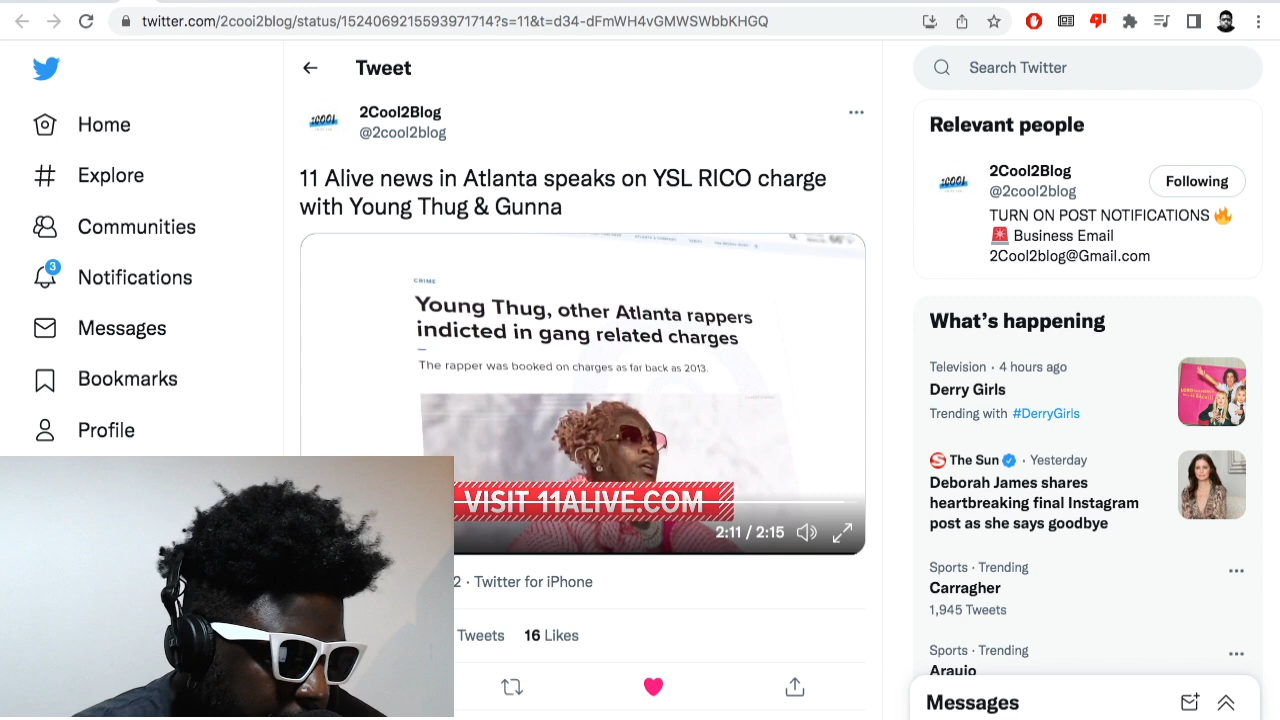 twitter.com/2cooi2blog/status/1524069215593971714?s=11&t=d34-dFmWH4vGMWSWbbKHGQ
Home
Explore
Communities
3
Notifications
Messages
Bookmarks
Profile
Tweet
2Cool2Blog
@2cool2blog
11 Alive news in Atlanta speaks on YSL RICO charge
with Young Thug & Gunna
CRIME
Young Thug, other Atlanta rappers
indicted in gang related charges
The rapper was booked on charges as far back as 2013.
VISIT 11ALIVE.COM
2:11 / 2:15
2 · Twitter for iPhone
Tweets 16 Likes
Search Twitter
Relevant people
2Cool2Blog
@2cool2blog
Following
TURN ON POST NOTIFICATIONS 🔥
🚨 Business Email
2Cool2blog@Gmail.com
What's happening
Television · 4 hours ago
Derry Girls
Trending with #DerryGirls
The Sun · Yesterday
Deborah James shares
heartbreaking final Instagram
post as she says goodbye
Sports · Trending
Carragher
1,945 Tweets
Sports · Trending
Araujo
Messages